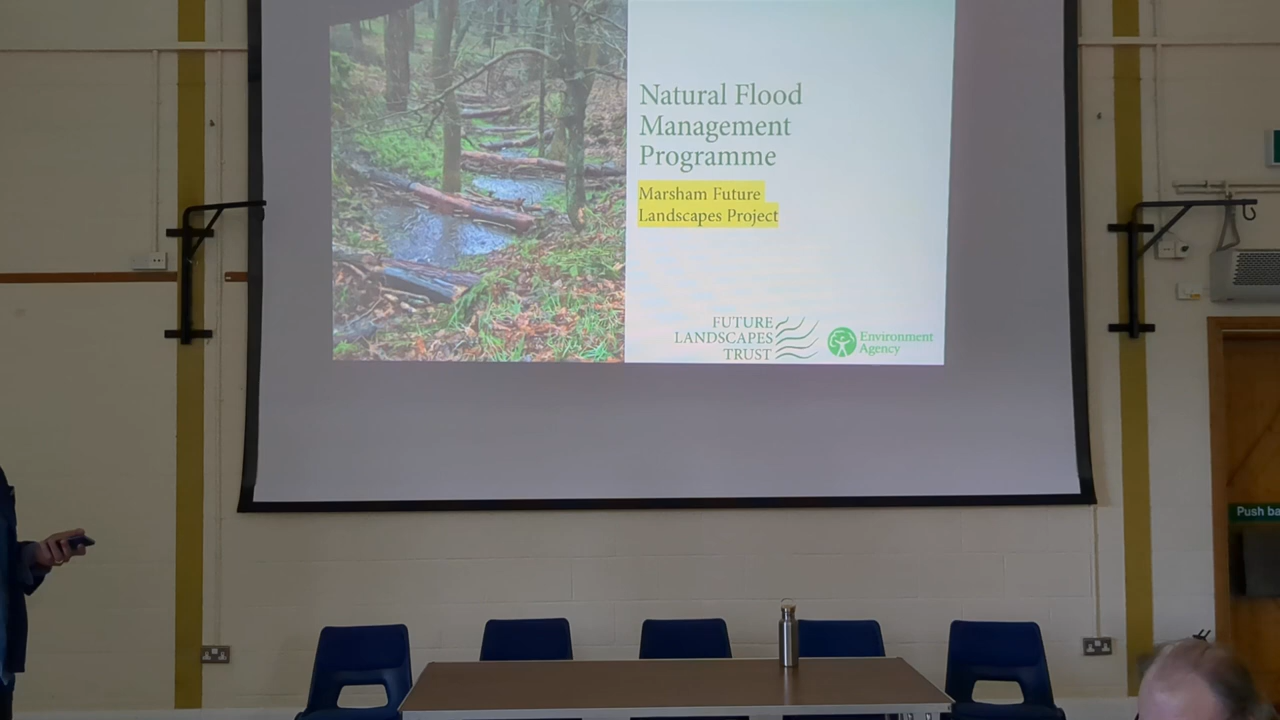 Natural Flood
Management
Programme
Marsham Future
Landscapes Project
FUTURE
LANDSCAPES
TRUST
Environment
Agency
Push ba